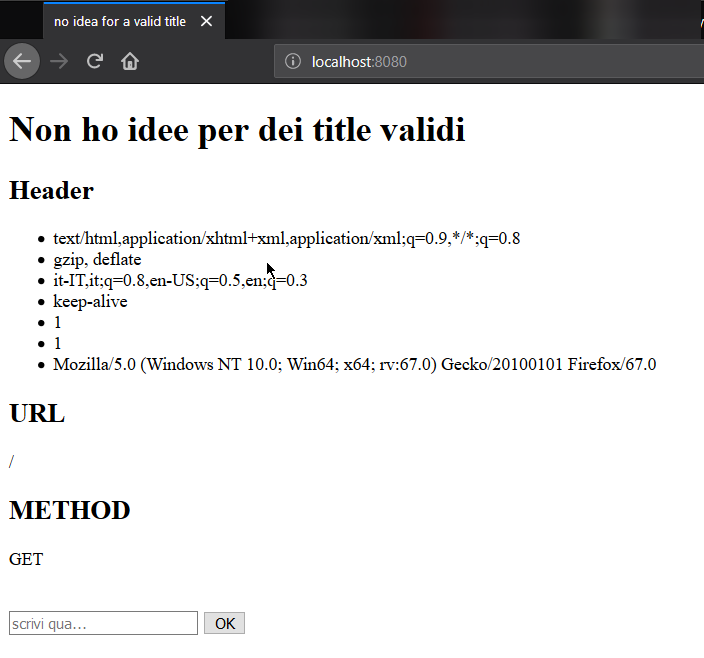 no idea for a valid title
localhost:8080
Non ho idee per dei title validi
Header
text/html,application/xhtml+xml,application/xml;q=0.9,*/*;q=0.8
gzip, deflate
it-IT,it;q=0.8,en-US;q=0.5,en;q=0.3
keep-alive
1
1
Mozilla/5.0 (Windows NT 10.0; Win64; x64; rv:67.0) Gecko/20100101 Firefox/67.0
URL
/
METHOD
GET
scrivi qua... OK